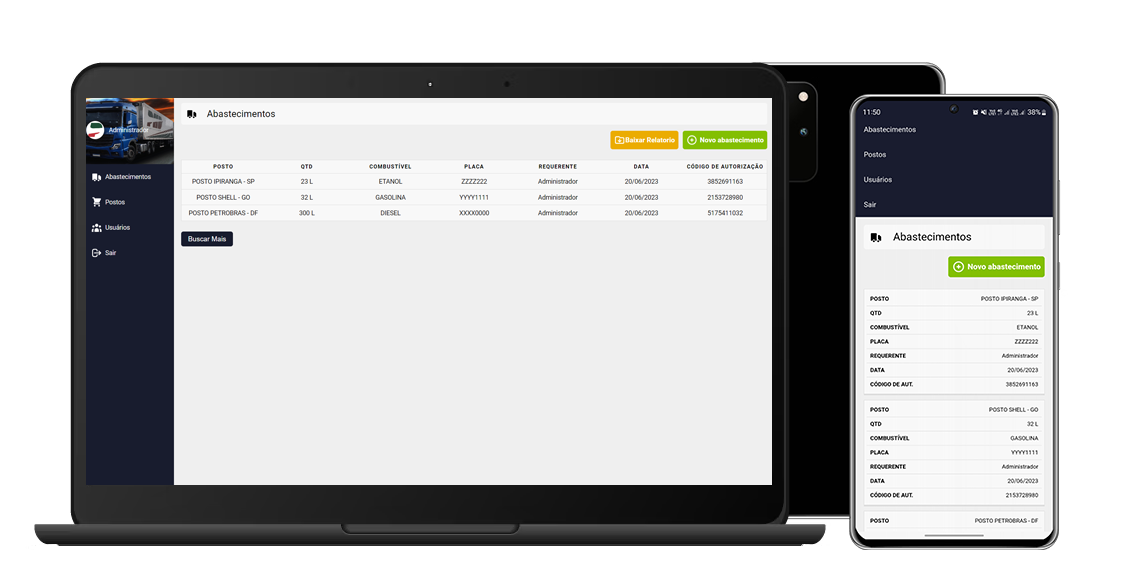 Administrador
Abastecimentos
Postos
Usuários
Sair
Abastecimentos
Baixar Relatorio
Novo abastecimento
POSTO QTD COMBUSTÍVEL PLACA REQUERENTE DATA CÓDIGO DE AUTORIZAÇÃO
POSTO IPIRANGA - SP 23 L ETANOL ZZZZ222 Administrador 20/06/2023 3852691163
POSTO SHELL - GO 32 L GASOLINA YYYY1111 Administrador 20/06/2023 2153728980
POSTO PETROBRAS - DF 300 L DIESEL XXXX0000 Administrador 20/06/2023 5175411032
Buscar Mais
11:50 38%
Abastecimentos
Postos
Usuários
Sair
Abastecimentos
Novo abastecimento
POSTO POSTO IPIRANGA - SP
QTD 23 L
COMBUSTÍVEL ETANOL
PLACA ZZZZ222
REQUERENTE Administrador
DATA 20/06/2023
CÓDIGO DE AUT. 3852691163
POSTO POSTO SHELL - GO
QTD 32 L
COMBUSTÍVEL GASOLINA
PLACA YYYY1111
REQUERENTE Administrador
DATA 20/06/2023
CÓDIGO DE AUT. 2153728980
POSTO POSTO PETROBRAS - DF